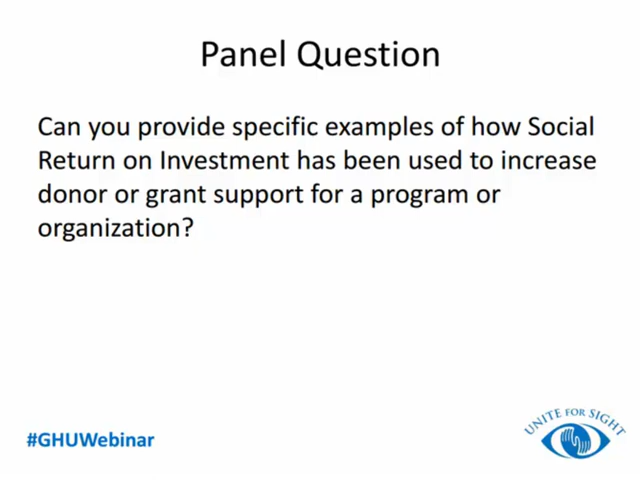 Panel Question
Can you provide specific examples of how Social
Return on Investment has been used to increase
donor or grant support for a program or
organization?
#GHUWebinar
UNITE FOR SIGHT